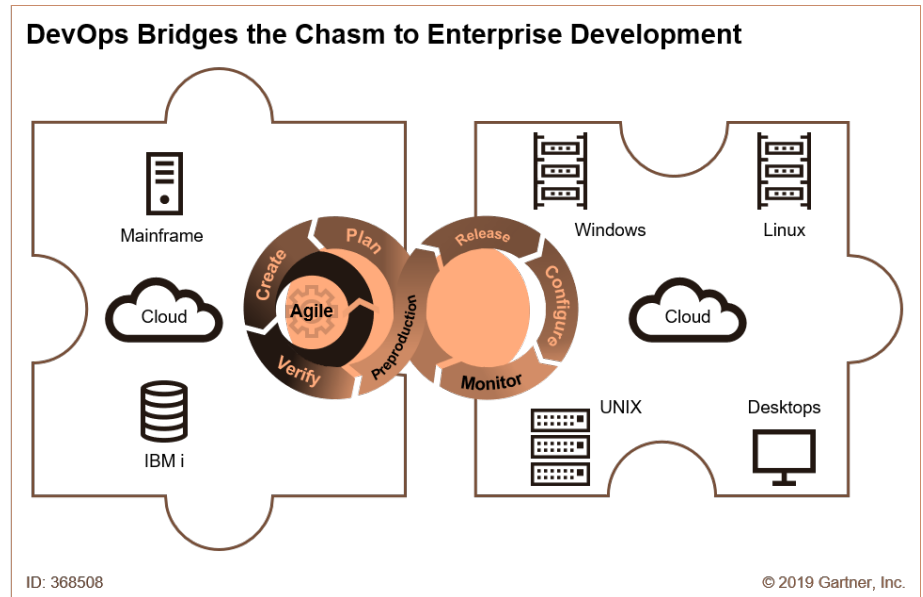 DevOps Bridges the Chasm to Enterprise Development
Mainframe
Cloud
IBM i
Plan
Create
Agile
Verify
Preproduction
Release
Configure
Monitor
Windows
Linux
Cloud
UNIX
Desktops
ID: 368508
© 2019 Gartner, Inc.